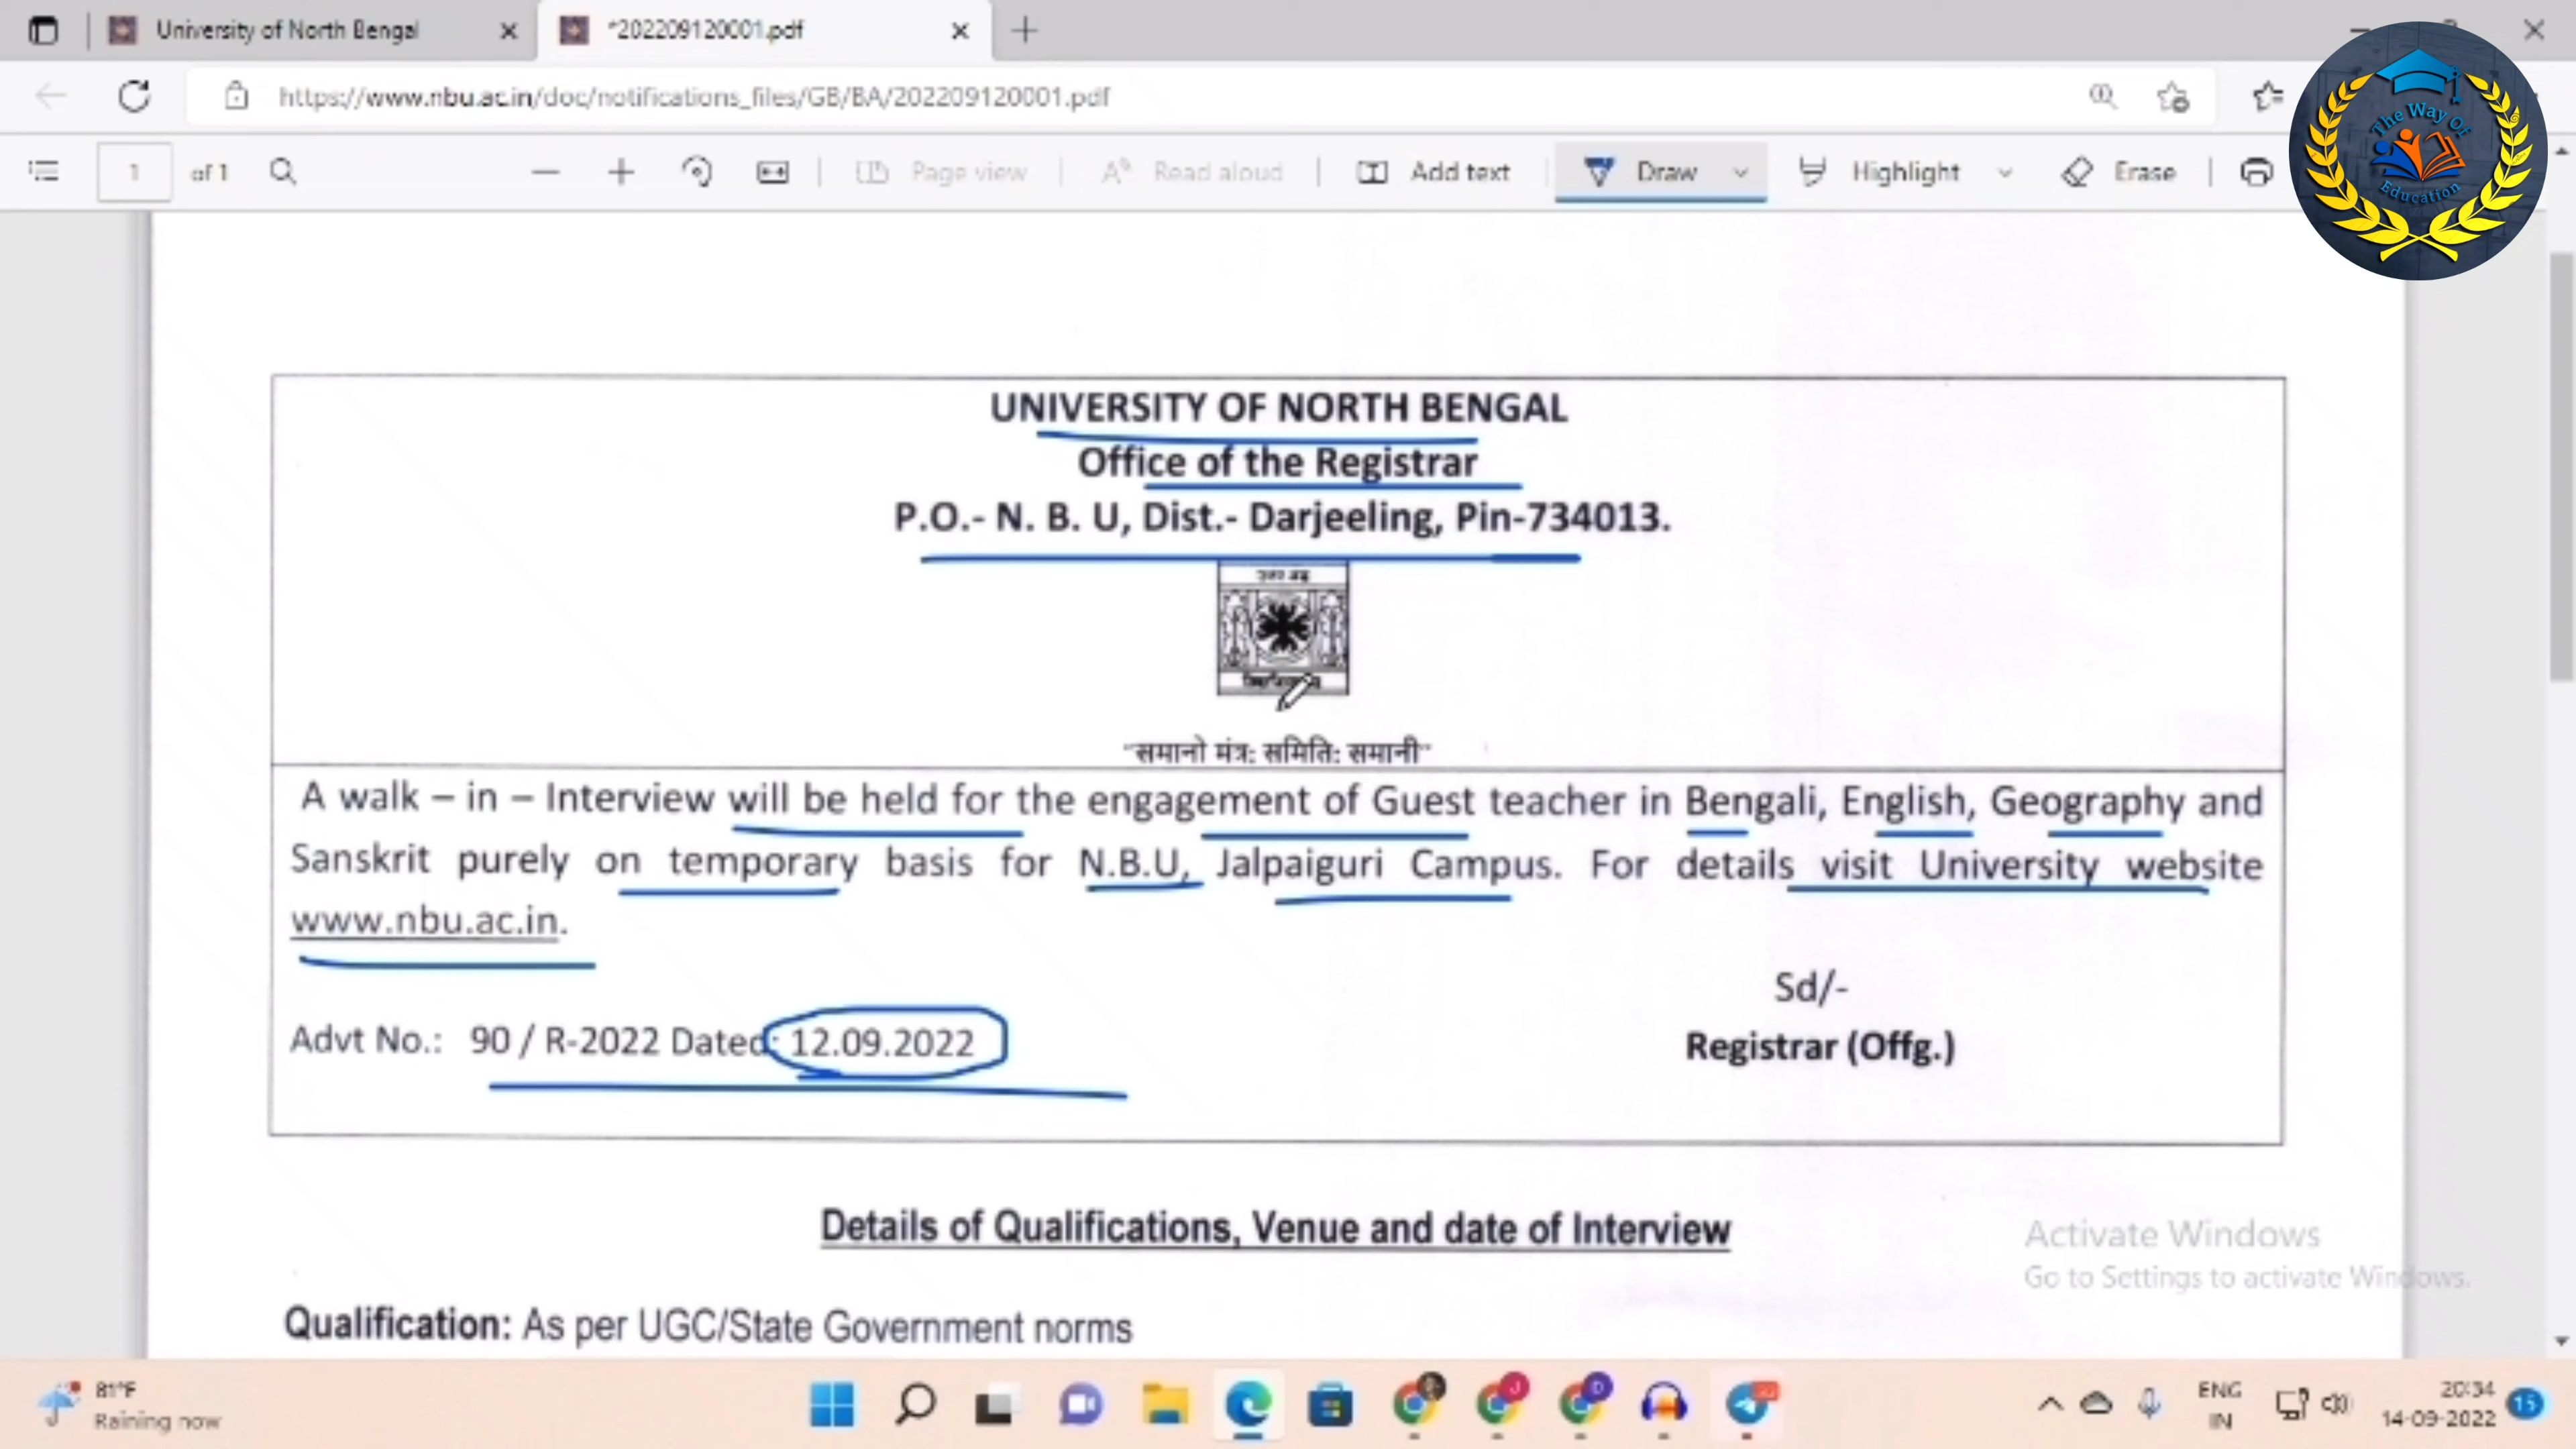 University of North Bengal
*202209120001.pdf
https://www.nbu.ac.in/doc/notifications_files/GB/BA/202209120001.pdf
1 of 1 Page view Read aloud Add text Draw Highlight Erase
The Way Of
Education
UNIVERSITY OF NORTH BENGAL
Office of the Registrar
P.O.- N. B. U, Dist.- Darjeeling, Pin-734013.
"समानो मंत्र: समिति: समानी"
A walk – in – Interview will be held for the engagement of Guest teacher in Bengali, English, Geography and
Sanskrit purely on temporary basis for N.B.U, Jalpaiguri Campus. For details visit University website
www.nbu.ac.in.
Sd/-
Advt No.: 90 / R-2022 Dated: 12.09.2022
Registrar (Offg.)
Details of Qualifications, Venue and date of Interview
Activate Windows
Go to Settings to activate Windows.
Qualification: As per UGC/State Government norms
81°F
Raining now
ENG
IN
20:34
14-09-2022
15